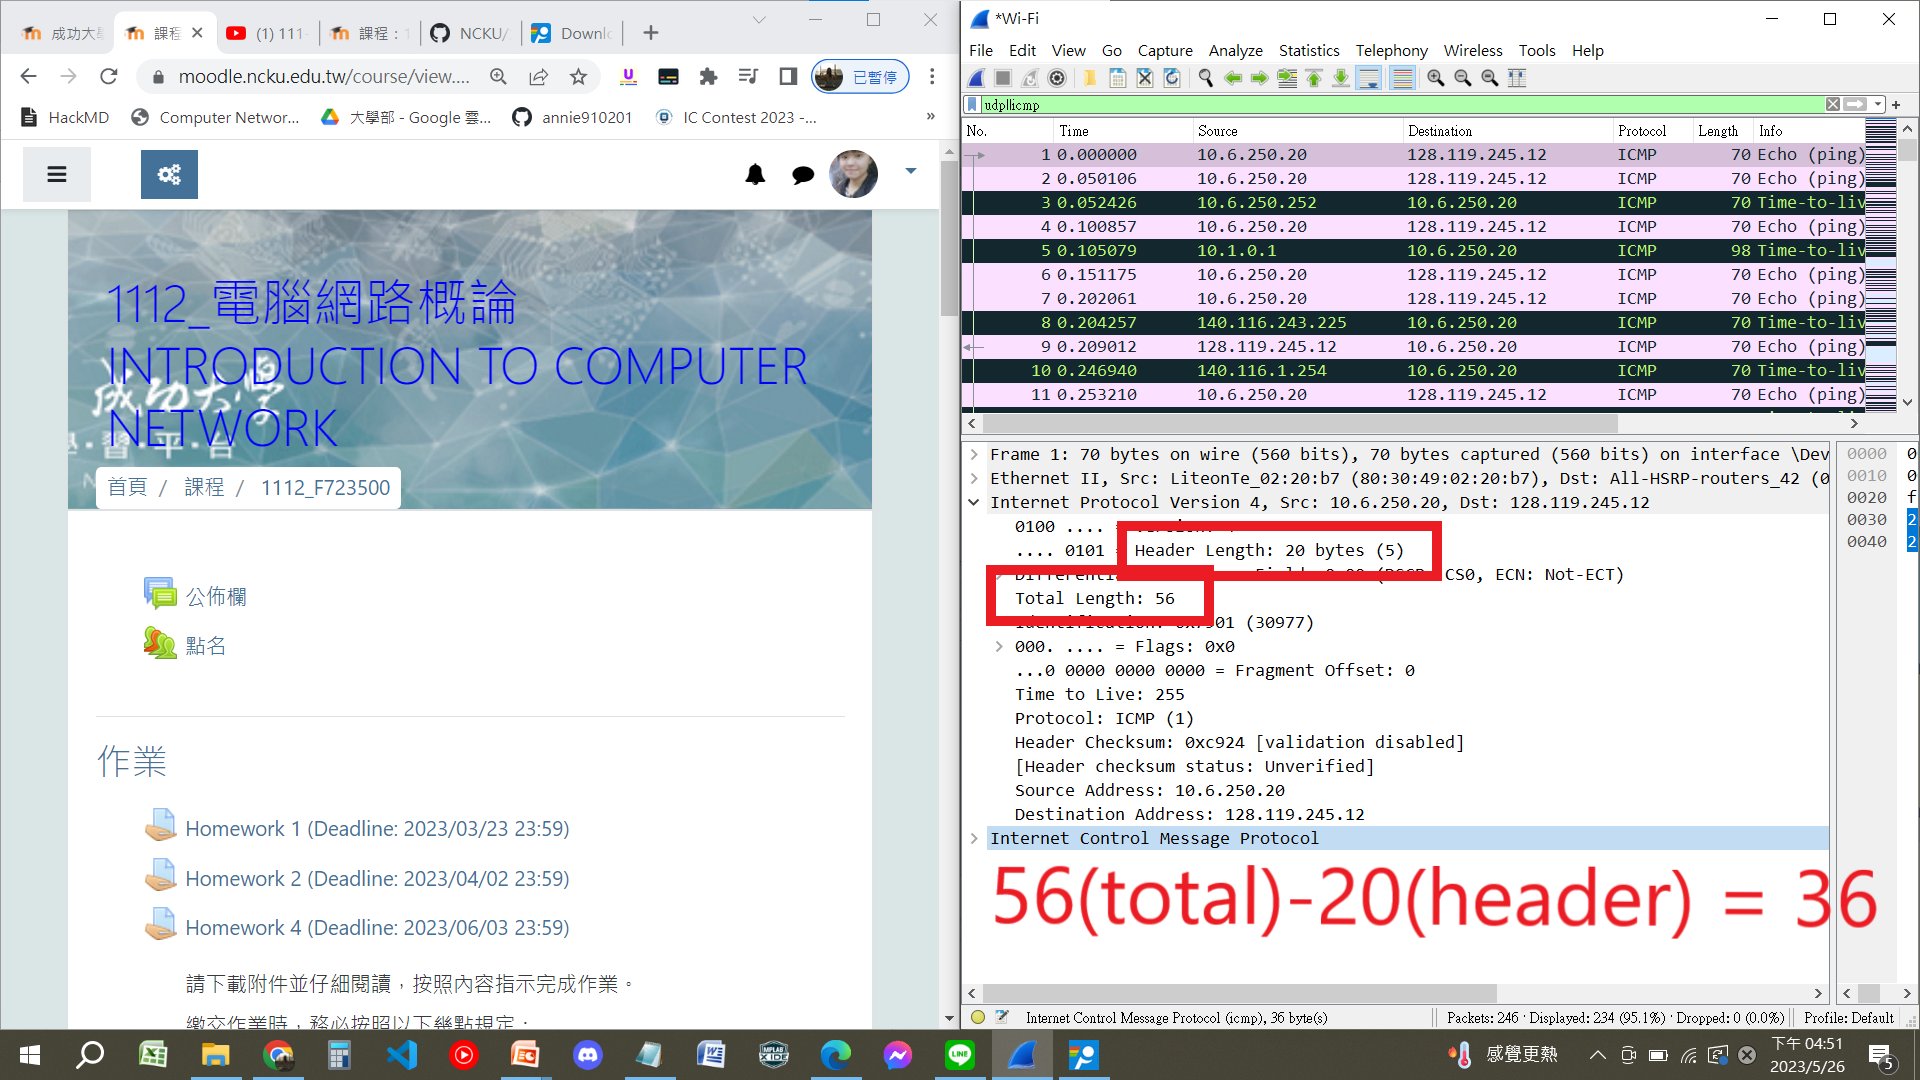 成功大學
課程
(1) 111-
課程：1
NCKU/
Downlo
moodle.ncku.edu.tw/course/view....
已暫停
HackMD
Computer Networ...
大學部 - Google 雲...
annie910201
IC Contest 2023 -...
»
1112_電腦網路概論
INTRODUCTION TO COMPUTER
NETWORK
成功大學
學·習·平·台
首頁 / 課程 / 1112_F723500
公佈欄
點名
作業
Homework 1 (Deadline: 2023/03/23 23:59)
Homework 2 (Deadline: 2023/04/02 23:59)
Homework 4 (Deadline: 2023/06/03 23:59)
請下載附件並仔細閱讀，按照內容指示完成作業。
繳交作業時，務必按照以下幾點規定：
*Wi-Fi
File Edit View Go Capture Analyze Statistics Telephony Wireless Tools Help
udp||icmp
No. Time Source Destination Protocol Length Info
1 0.000000 10.6.250.20 128.119.245.12 ICMP 70 Echo (ping)
2 0.050106 10.6.250.20 128.119.245.12 ICMP 70 Echo (ping)
3 0.052426 10.6.250.252 10.6.250.20 ICMP 70 Time-to-liv
4 0.100857 10.6.250.20 128.119.245.12 ICMP 70 Echo (ping)
5 0.105079 10.1.0.1 10.6.250.20 ICMP 98 Time-to-liv
6 0.151175 10.6.250.20 128.119.245.12 ICMP 70 Echo (ping)
7 0.202061 10.6.250.20 128.119.245.12 ICMP 70 Echo (ping)
8 0.204257 140.116.243.225 10.6.250.20 ICMP 70 Time-to-liv
9 0.209012 128.119.245.12 10.6.250.20 ICMP 70 Echo (ping)
10 0.246940 140.116.1.254 10.6.250.20 ICMP 70 Time-to-liv
11 0.253210 10.6.250.20 128.119.245.12 ICMP 70 Echo (ping)
Frame 1: 70 bytes on wire (560 bits), 70 bytes captured (560 bits) on interface \Dev
Ethernet II, Src: LiteonTe_02:20:b7 (80:30:49:02:20:b7), Dst: All-HSRP-routers_42 (0
Internet Protocol Version 4, Src: 10.6.250.20, Dst: 128.119.245.12
0100 .... =
.... 0101 = Header Length: 20 bytes (5)
CS0, ECN: Not-ECT)
Total Length: 56
(30977)
000. .... = Flags: 0x0
...0 0000 0000 0000 = Fragment Offset: 0
Time to Live: 255
Protocol: ICMP (1)
Header Checksum: 0xc924 [validation disabled]
[Header checksum status: Unverified]
Source Address: 10.6.250.20
Destination Address: 128.119.245.12
Internet Control Message Protocol
56(total)-20(header) = 36
0000 0
0010 0
0020 f
0030 2
0040 2
Internet Control Message Protocol (icmp), 36 byte(s)
Packets: 246 · Displayed: 234 (95.1%) · Dropped: 0 (0.0%)
Profile: Default
感覺更熱
下午 04:51
2023/5/26
5